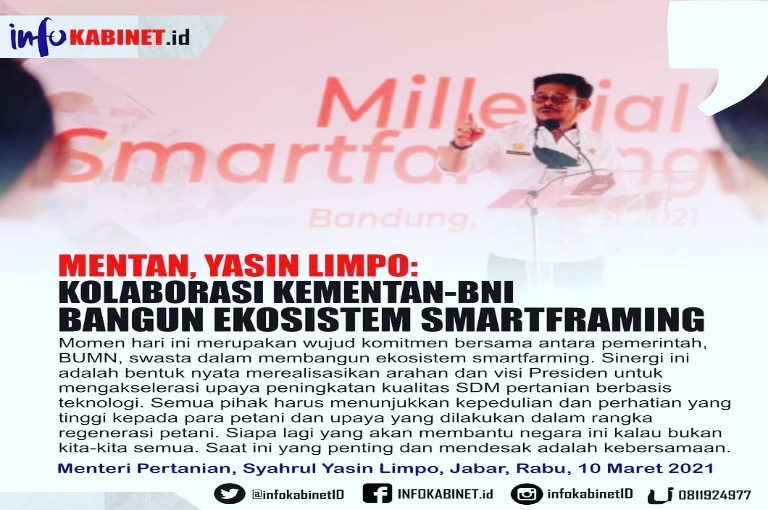 info KABINET.id
Millennial
Smartfarming
Bandung, et 2021
MENTAN, YASIN LIMPO:
KOLABORASI KEMENTAN-BNI
BANGUN EKOSISTEM SMARTFRAMING
Momen hari ini merupakan wujud komitmen bersama antara pemerintah,
BUMN, swasta dalam membangun ekosistem smartfarming. Sinergi ini
adalah bentuk nyata merealisasikan arahan dan visi Presiden untuk
mengakselerasi upaya peningkatan kualitas SDM pertanian berbasis
teknologi. Semua pihak harus menunjukkan kepedulian dan perhatian yang
tinggi kepada para petani dan upaya yang dilakukan dalam rangka
regenerasi petani. Siapa lagi yang akan membantu negara ini kalau bukan
kita-kita semua. Saat ini yang penting dan mendesak adalah kebersamaan.
Menteri Pertanian, Syahrul Yasin Limpo, Jabar, Rabu, 10 Maret 2021
@infokabinetID INFOKABINET.id infokabinetID 0811924977